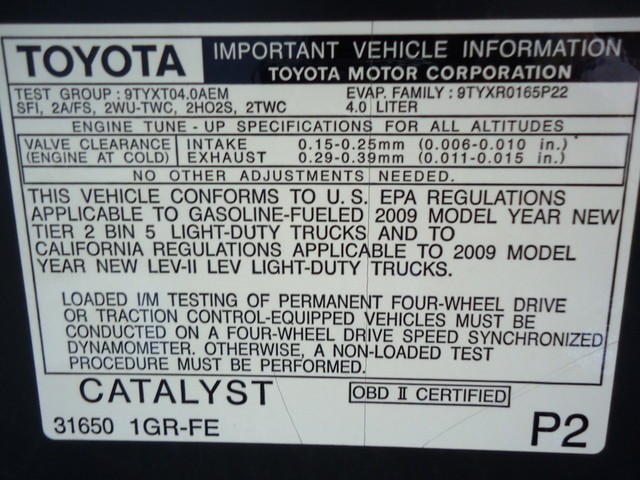 TOYOTA IMPORTANT VEHICLE INFORMATION
TOYOTA MOTOR CORPORATION
TEST GROUP : 9TYXT04.0AEM EVAP. FAMILY : 9TYXR0165P22
SFI, 2A/FS, 2WU-TWC, 2HO2S, 2TWC 4.0 LITER
ENGINE TUNE - UP SPECIFICATIONS FOR ALL ALTITUDES
VALVE CLEARANCE INTAKE 0.15-0.25mm (0.006-0.010 in.)
(ENGINE AT COLD) EXHAUST 0.29-0.39mm (0.011-0.015 in.)
NO OTHER ADJUSTMENTS NEEDED.
THIS VEHICLE CONFORMS TO U.S. EPA REGULATIONS
APPLICABLE TO GASOLINE-FUELED 2009 MODEL YEAR NEW
TIER 2 BIN 5 LIGHT-DUTY TRUCKS AND TO
CALIFORNIA REGULATIONS APPLICABLE TO 2009 MODEL
YEAR NEW LEV-II LEV LIGHT-DUTY TRUCKS.
LOADED I/M TESTING OF PERMANENT FOUR-WHEEL DRIVE
OR TRACTION CONTROL-EQUIPPED VEHICLES MUST BE
CONDUCTED ON A FOUR-WHEEL DRIVE SPEED SYNCHRONIZED
DYNAMOMETER. OTHERWISE, A NON-LOADED TEST
PROCEDURE MUST BE PERFORMED.
CATALYST OBD II CERTIFIED
31650 1GR-FE P2